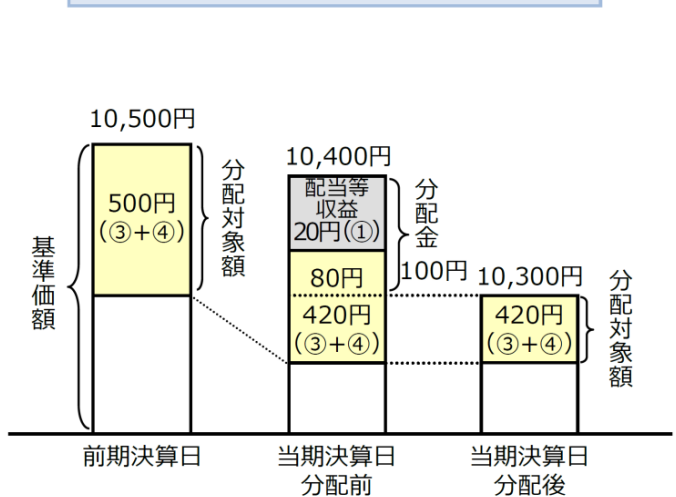 10,500円
分配対象額
500円
(③+④)
基準価額
10,400円
配当等
収益
20円(①)
分配金
100円
80円
420円
(③+④)
10,300円
420円
(③+④)
分配対象額
前期決算日
当期決算日
分配前
当期決算日
分配後